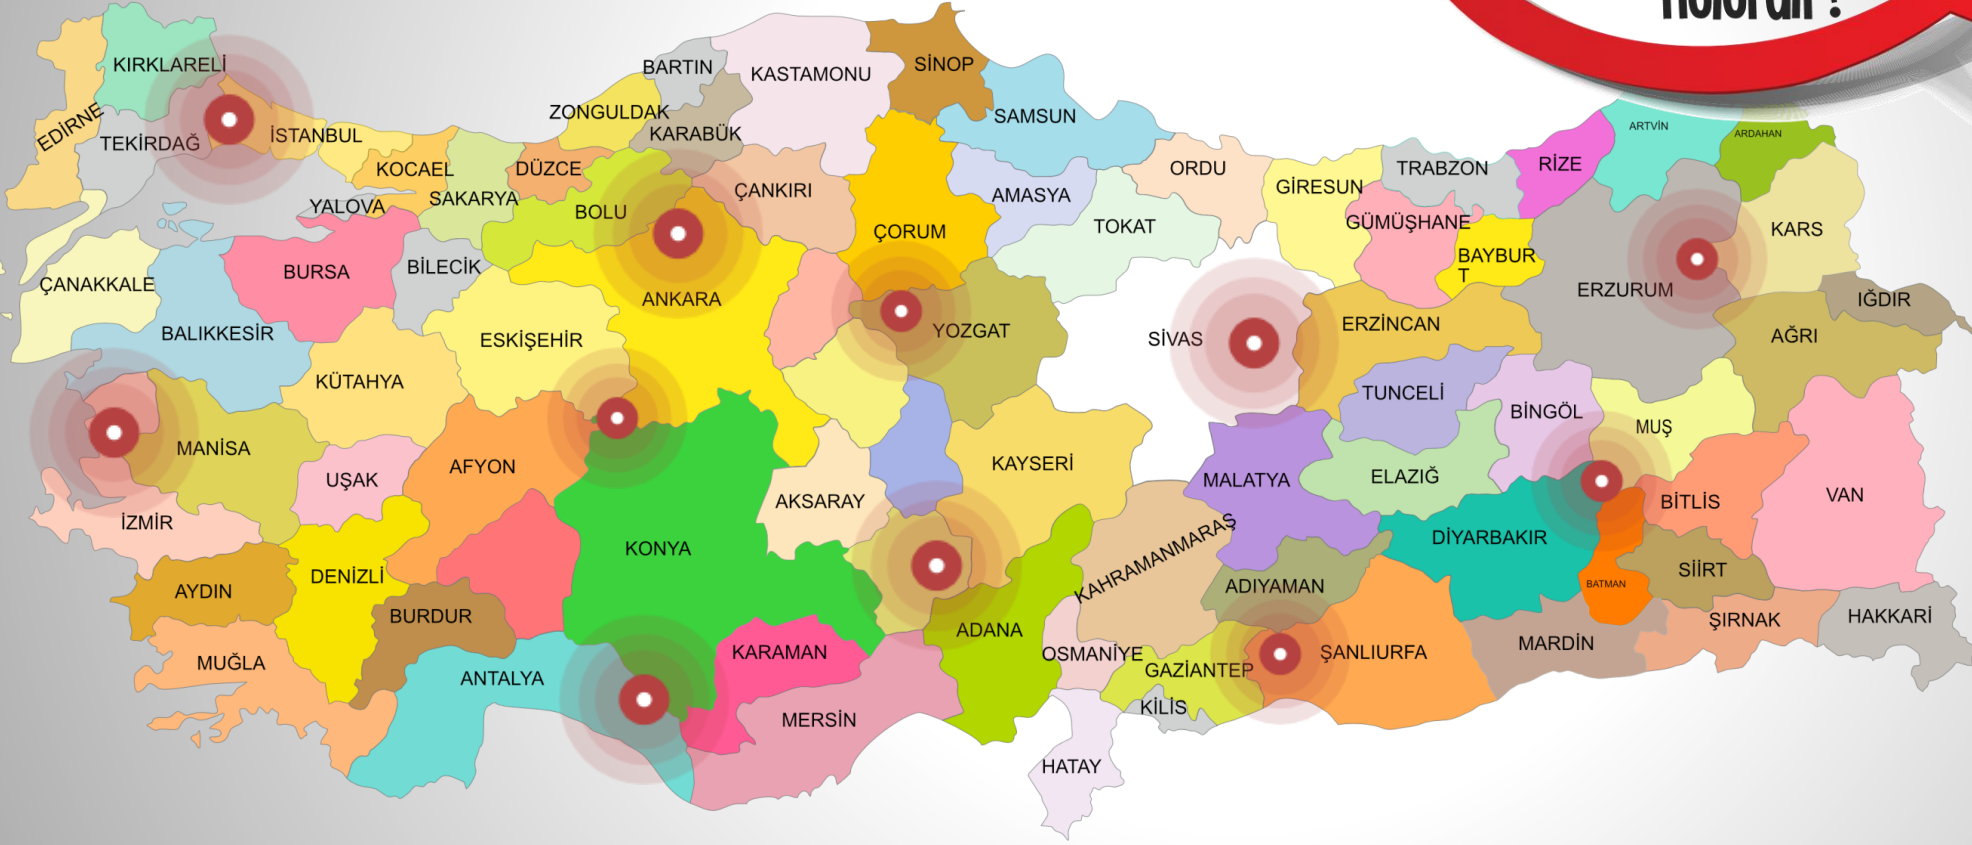 KIRKLARELİ
EDİRNE
TEKİRDAĞ
İSTANBUL
KOCAEL
YALOVA
SAKARYA
DÜZCE
BOLU
ZONGULDAK
BARTIN
KARABÜK
KASTAMONU
SİNOP
SAMSUN
ÇANKIRI
ÇORUM
AMASYA
TOKAT
ORDU
GİRESUN
TRABZON
GÜMÜŞHANE
BAYBUR
T
RİZE
ARTVİN
ARDAHAN
KARS
IĞDIR
AĞRI
ERZURUM
ERZİNCAN
SİVAS
YOZGAT
ANKARA
ESKİŞEHİR
BİLECİK
BURSA
ÇANAKKALE
BALIKKESİR
KÜTAHYA
MANİSA
UŞAK
AFYON
İZMİR
AYDIN
DENİZLİ
MUĞLA
BURDUR
ANTALYA
KONYA
KARAMAN
MERSİN
AKSARAY
KAYSERİ
ADANA
OSMANİYE
HATAY
KAHRAMANMARAŞ
GAZİANTEP
KİLİS
ADIYAMAN
MALATYA
ELAZIĞ
TUNCELİ
BİNGÖL
MUŞ
BİTLİS
VAN
DİYARBAKIR
BATMAN
SİİRT
ŞANLIURFA
MARDİN
ŞIRNAK
HAKKARİ